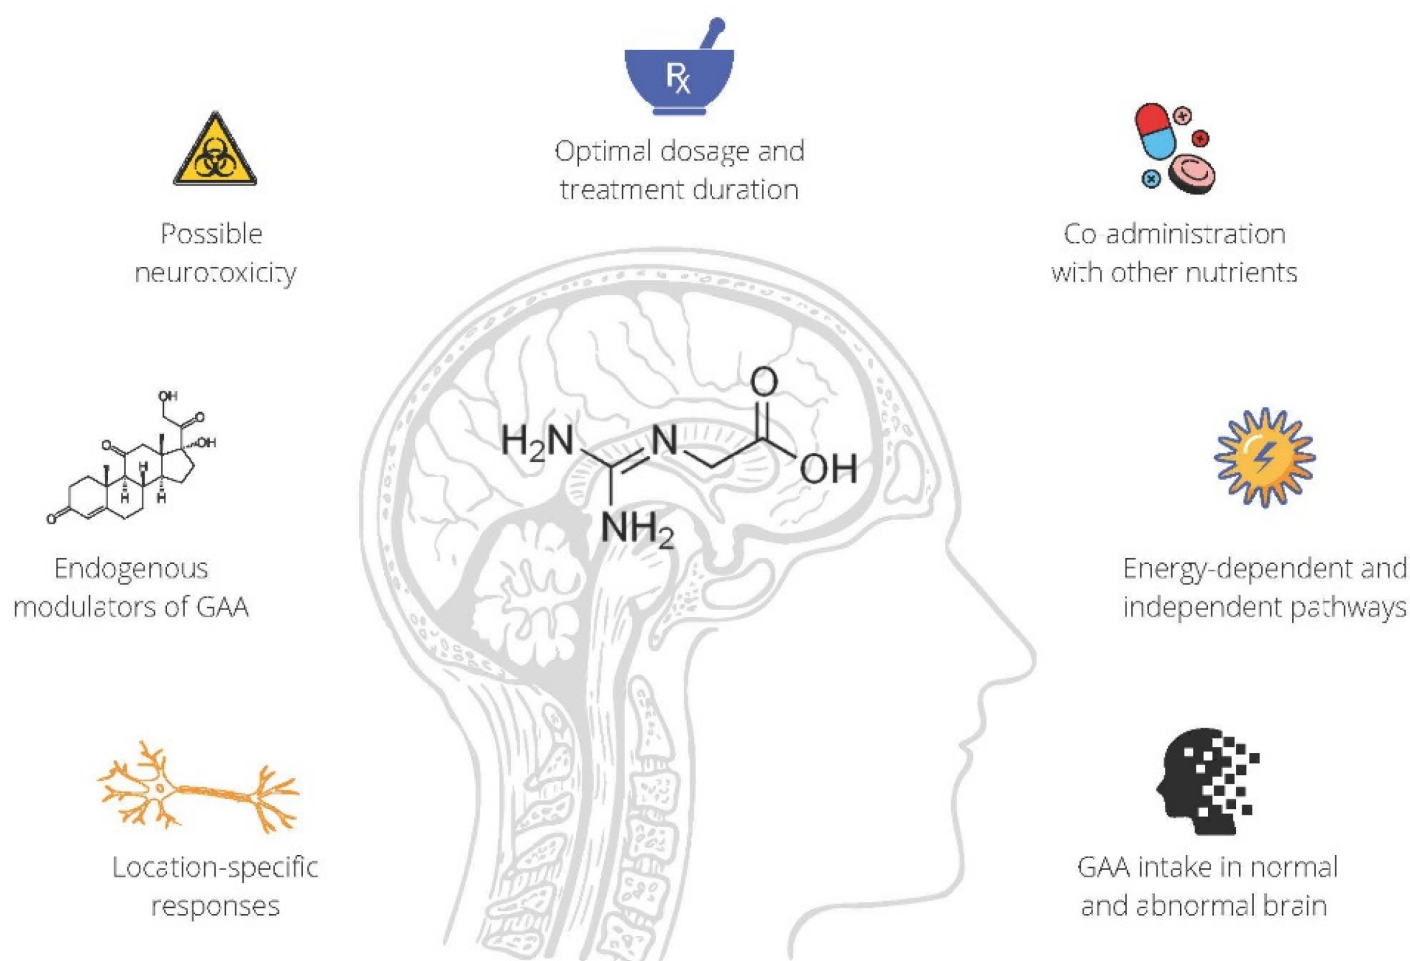 Rx
Optimal dosage and
treatment duration
Possible
neurotoxicity
Co-administration
with other nutrients
OH
O
OH
O
H
H
H
O
Endogenous
modulators of GAA
H₂N
N
O
OH
NH₂
Energy-dependent and
independent pathways
Location-specific
responses
GAA intake in normal
and abnormal brain